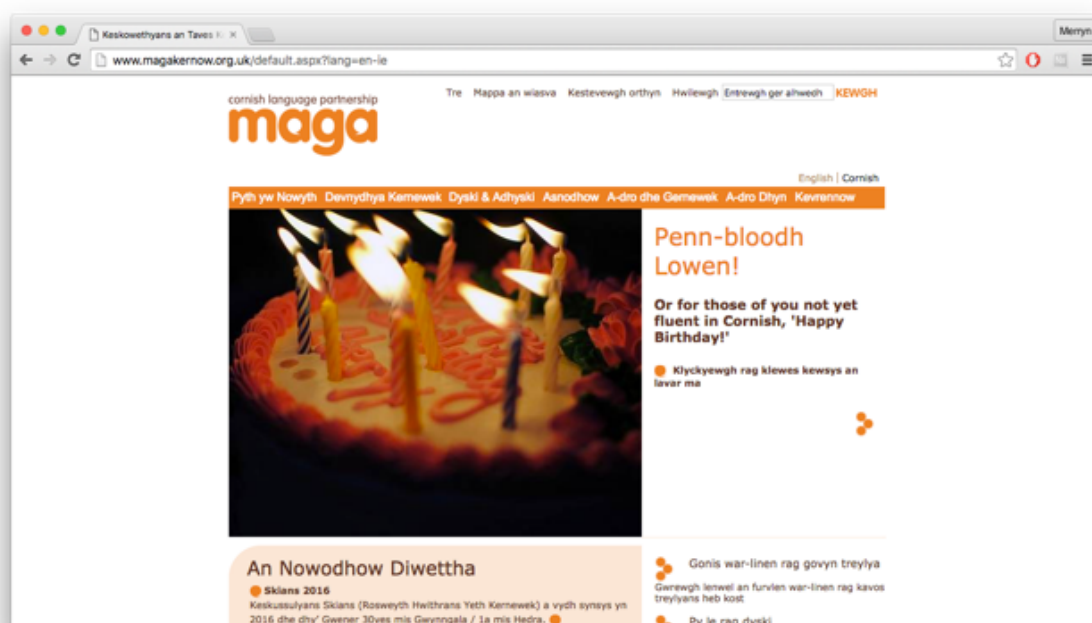 Keskowethyans an Taves
Merryn
www.magakernow.org.uk/default.aspx?lang=en-ie
Tre Mappa an wiasva Kestevewgh orthyn Hwilewgh Entrewgh ger alhwedh KEWGH
cornish language partnership
maga
English | Cornish
Pyth yw Nowyth Devnydhya Kernewek Dyski & Adhyski Asnodhow A-dro dhe Gernewek A-dro Dhyn Kevrennow
Penn-bloodh
Lowen!
Or for those of you not yet
fluent in Cornish, 'Happy
Birthday!'
Klyckyewgh rag klewes kewsys an
lavar ma
An Nowodhow Diwettha
Skians 2016
Keskussulyans Skians (Rosweyth Hwithrans Yeth Kernewek) a vydh synsys yn
2016 dhe dhy' Gwener 30ves mis Gwynngala / 1a mis Hedra.
Gonis war-linen rag govyn treylya
Gwrewgh lenwel an furvlen war-linen rag kavos
treylyans heb kost
Py le rag dyski